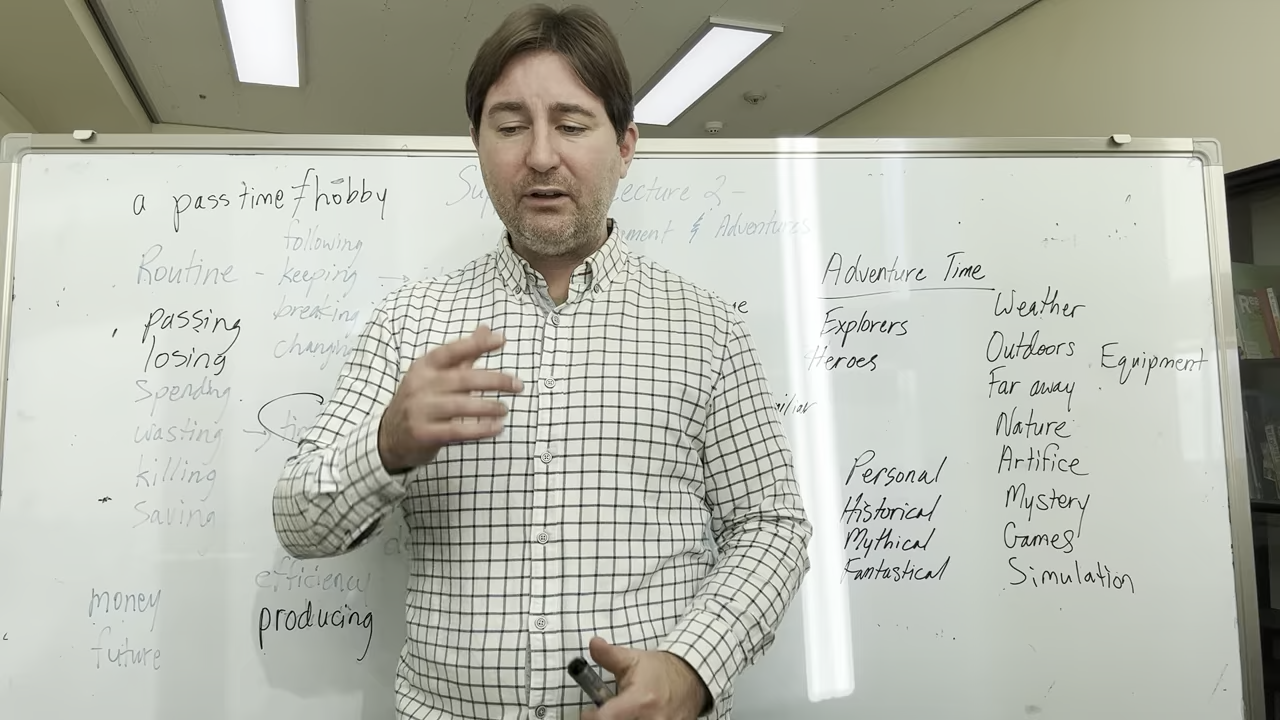 a pass time / hobby
Lecture 2 -
& Adventures
following
Routine - keeping →
breaking
passing
losing
Spending
wasting →
killing
Saving
efficiency
money
producing
future
Adventure Time
Explorers
Heroes
Personal
Historical
Mythical
Fantastical
Weather
Outdoors
Equipment
Far away
Nature
Artifice
Mystery
Games
Simulation